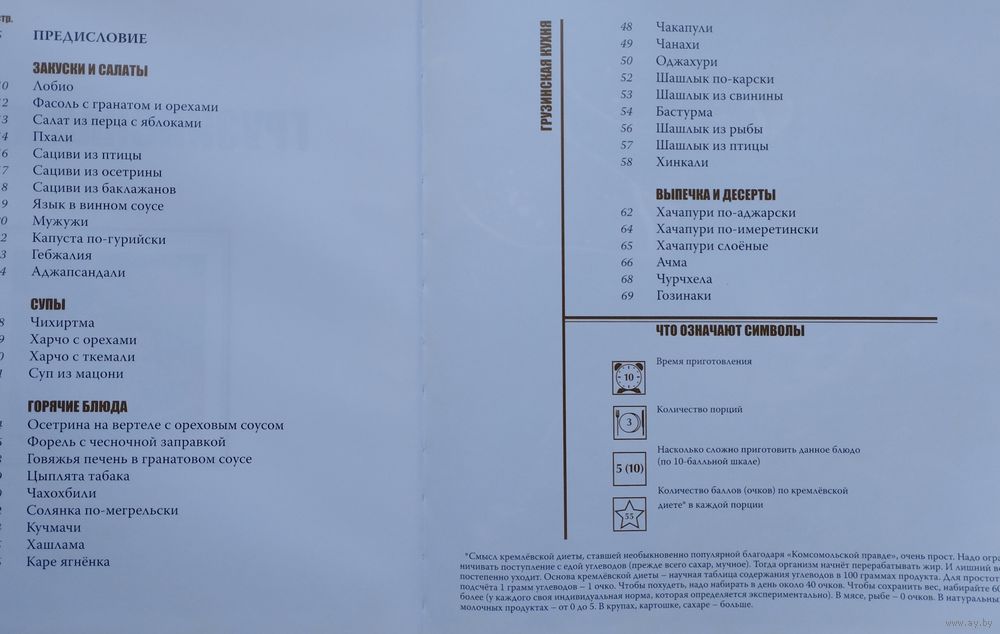 стр.
ПРЕДИСЛОВИЕ
ЗАКУСКИ И САЛАТЫ
Лобио
Фасоль с гранатом и орехами
Салат из перца с яблоками
Пхали
Сациви из птицы
Сациви из осетрины
Сациви из баклажанов
Язык в винном соусе
Мужужи
Капуста по-гурийски
Гебжалия
Аджапсандали
СУПЫ
Чихиртма
Харчо с орехами
Харчо с ткемали
Суп из мацони
ГОРЯЧИЕ БЛЮДА
Осетрина на вертеле с ореховым соусом
Форель с чесночной заправкой
Говяжья печень в гранатовом соусе
Цыплята табака
Чахохбили
Солянка по-мегрельски
Кучмачи
Хашлама
Каре ягнёнка
ГРУЗИНСКАЯ КУХНЯ
48 Чакапули
49 Чанахи
50 Оджахури
52 Шашлык по-карски
53 Шашлык из свинины
54 Бастурма
56 Шашлык из рыбы
57 Шашлык из птицы
58 Хинкали
ВЫПЕЧКА И ДЕСЕРТЫ
62 Хачапури по-аджарски
64 Хачапури по-имеретински
65 Хачапури слоёные
66 Ачма
68 Чурчхела
69 Гозинаки
ЧТО ОЗНАЧАЮТ СИМВОЛЫ
10 Время приготовления
3 Количество порций
5 (10) Насколько сложно приготовить данное блюдо
(по 10-балльной шкале)
55 Количество баллов (очков) по кремлёвской
диете* в каждой порции
*Смысл кремлёвской диеты, ставшей необыкновенно популярной благодаря «Комсомольской правде», очень прост. Надо огра
ничивать поступление с едой углеводов (прежде всего сахар, мучное). Тогда организм начнёт перерабатывать жир. И лишний ве
постепенно уходит. Основа кремлёвской диеты – научная таблица содержания углеводов в 100 граммах продукта. Для простот
подсчёта 1 грамм углеводов – 1 очко. Чтобы похудеть, надо набирать в день около 40 очков. Чтобы сохранить вес, набирайте 60
более (у каждого своя индивидуальная норма, которая определяется экспериментально). В мясе, рыбе – 0 очков. В натуральных
молочных продуктах – от 0 до 5. В крупах, картошке, сахаре – больше.
www.ay.by